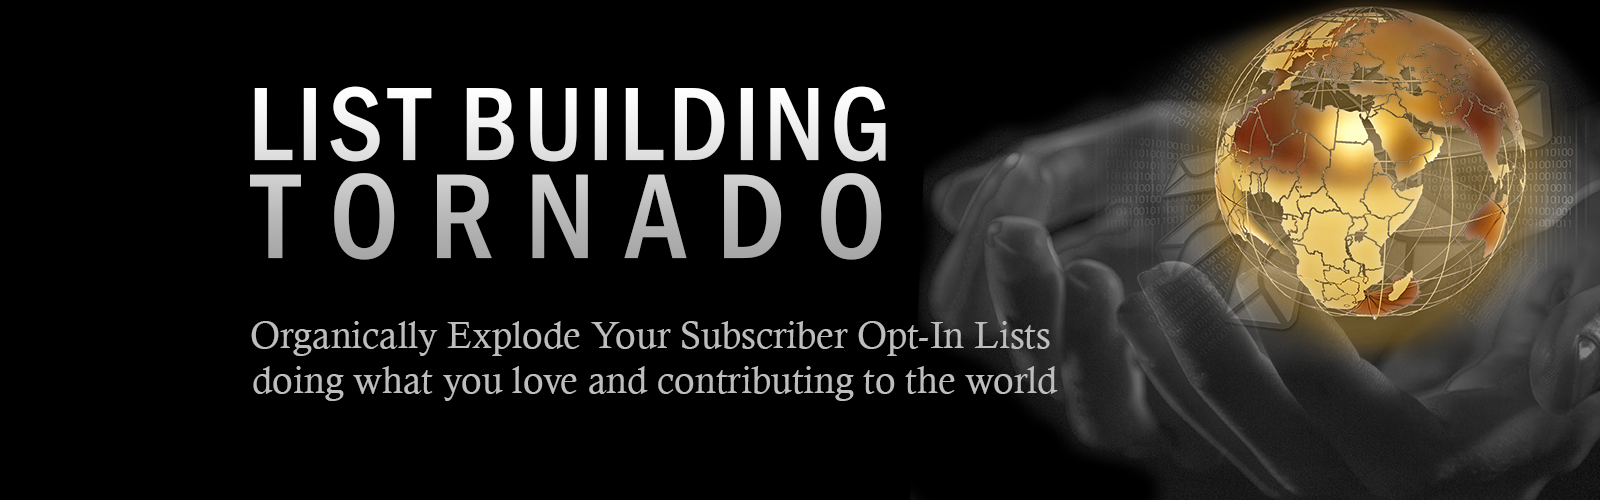 LIST BUILDING
TORNADO
Organically Explode Your Subscriber Opt-In Lists
doing what you love and contributing to the world